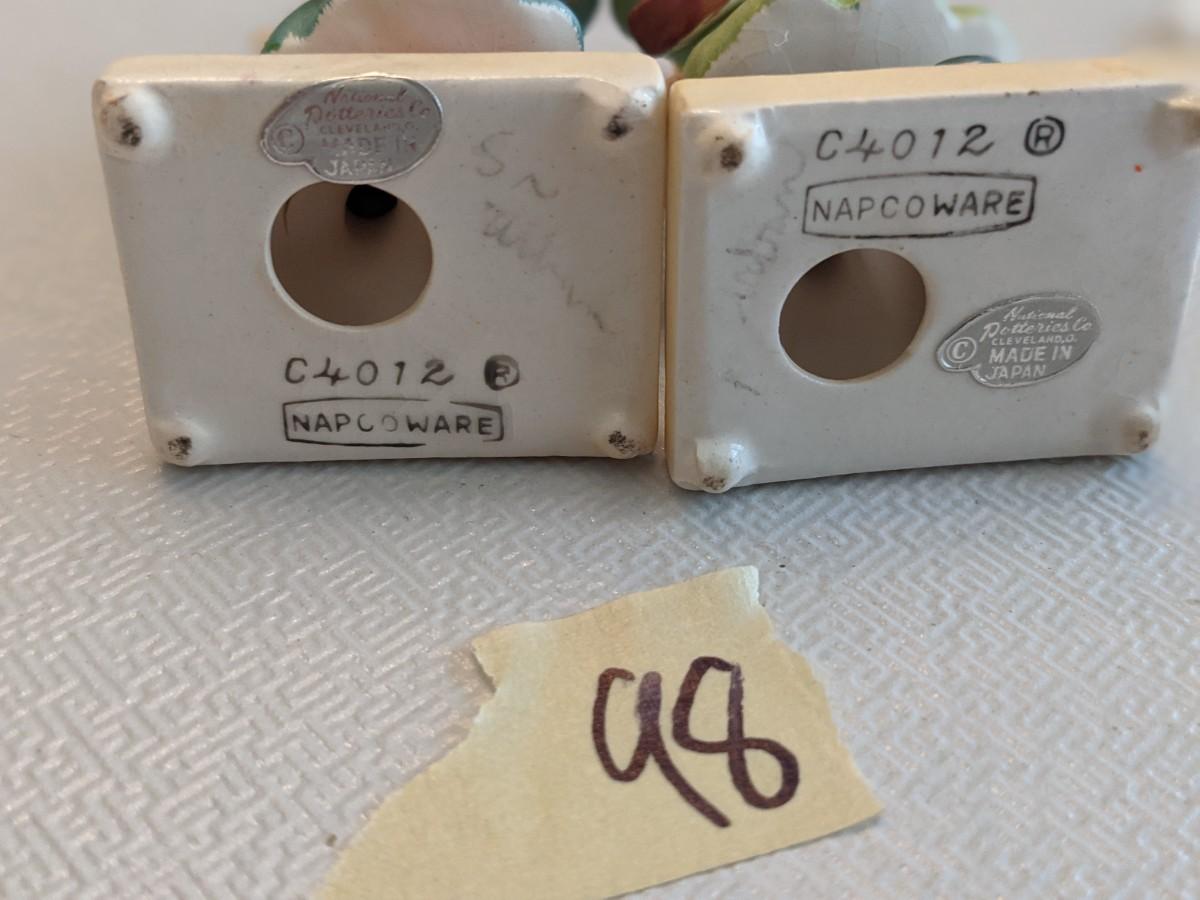 National
Potteries Co
CLEVELAND, O.
© MADE IN
JAPAN
C4012 ®
NAPCOWARE
C4012 ®
NAPCOWARE
National
Potteries Co
CLEVELAND, O.
© MADE IN
JAPAN
98